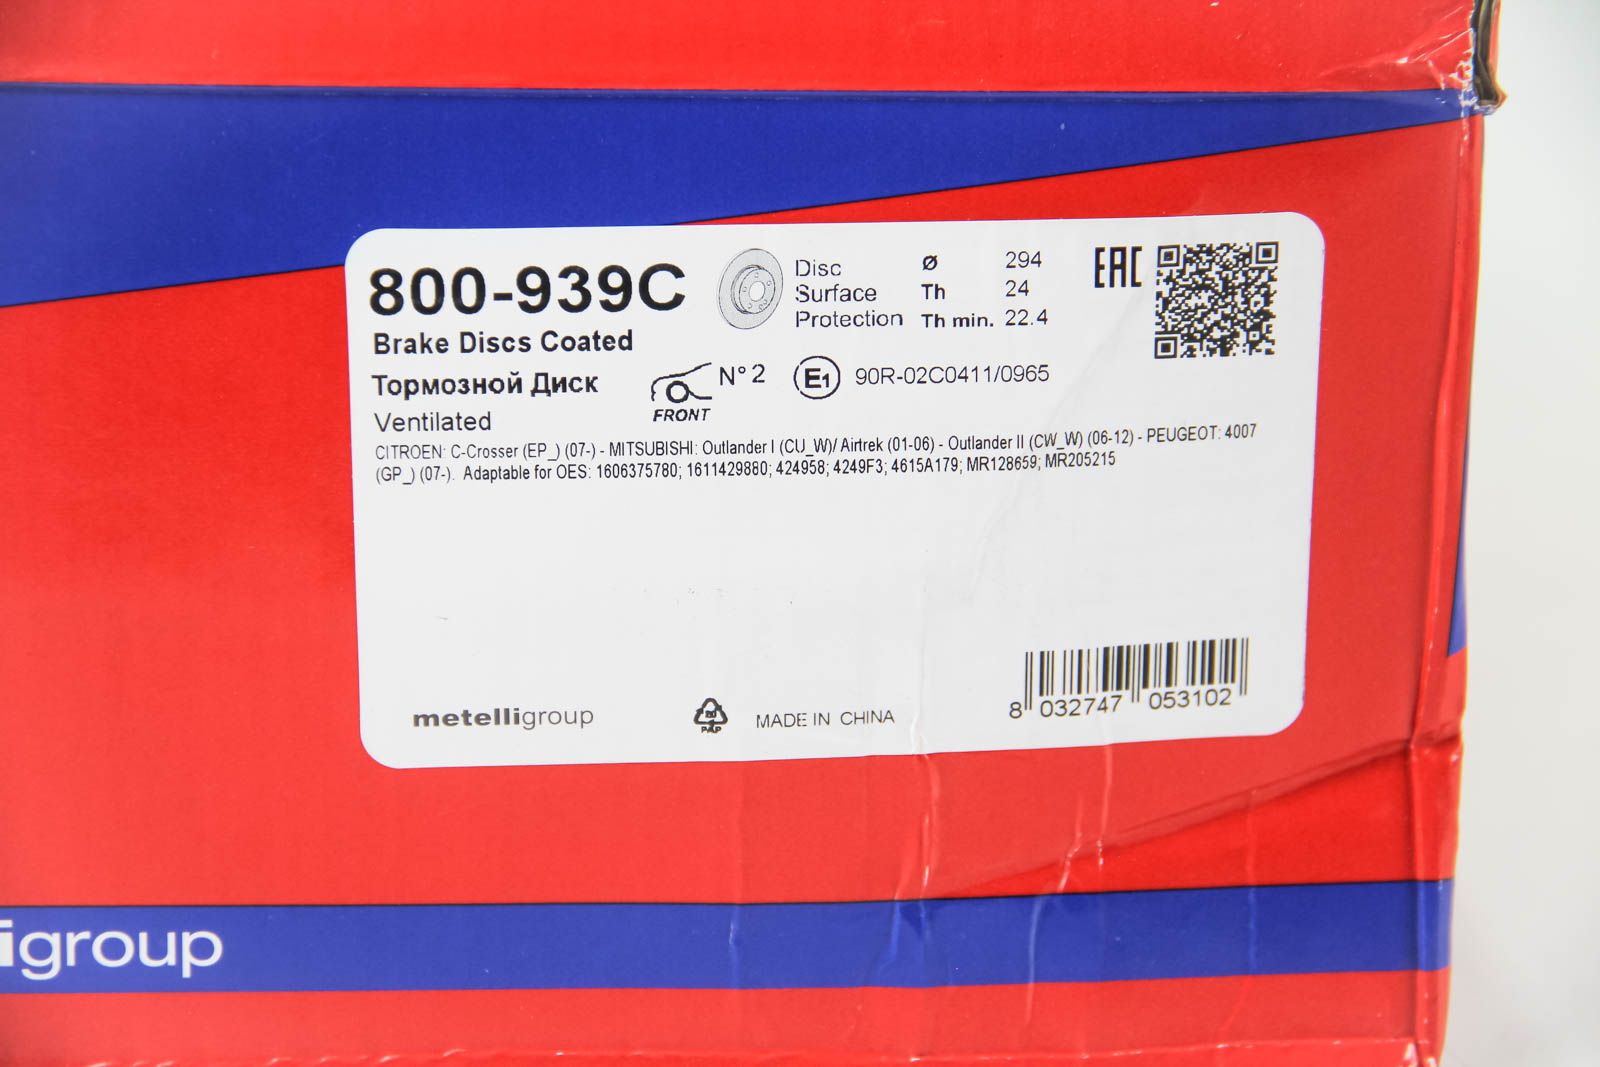 800-939C
Disc Ø 294
Surface Th 24
Protection Th min. 22.4
EAC
Brake Discs Coated
Тормозной Диск
FRONT
N° 2
E1
90R-02C0411/0965
Ventilated
CITROEN: C-Crosser (EP_) (07-) - MITSUBISHI: Outlander I (CU_W)/ Airtrek (01-06) - Outlander II (CW_W) (06-12) - PEUGEOT: 4007
(GP_) (07-). Adaptable for OES: 1606375780; 1611429880; 424958; 4249F3; 4615A179; MR128659; MR205215
metelligroup
PAP
MADE IN CHINA
8 032747 053102
igroup